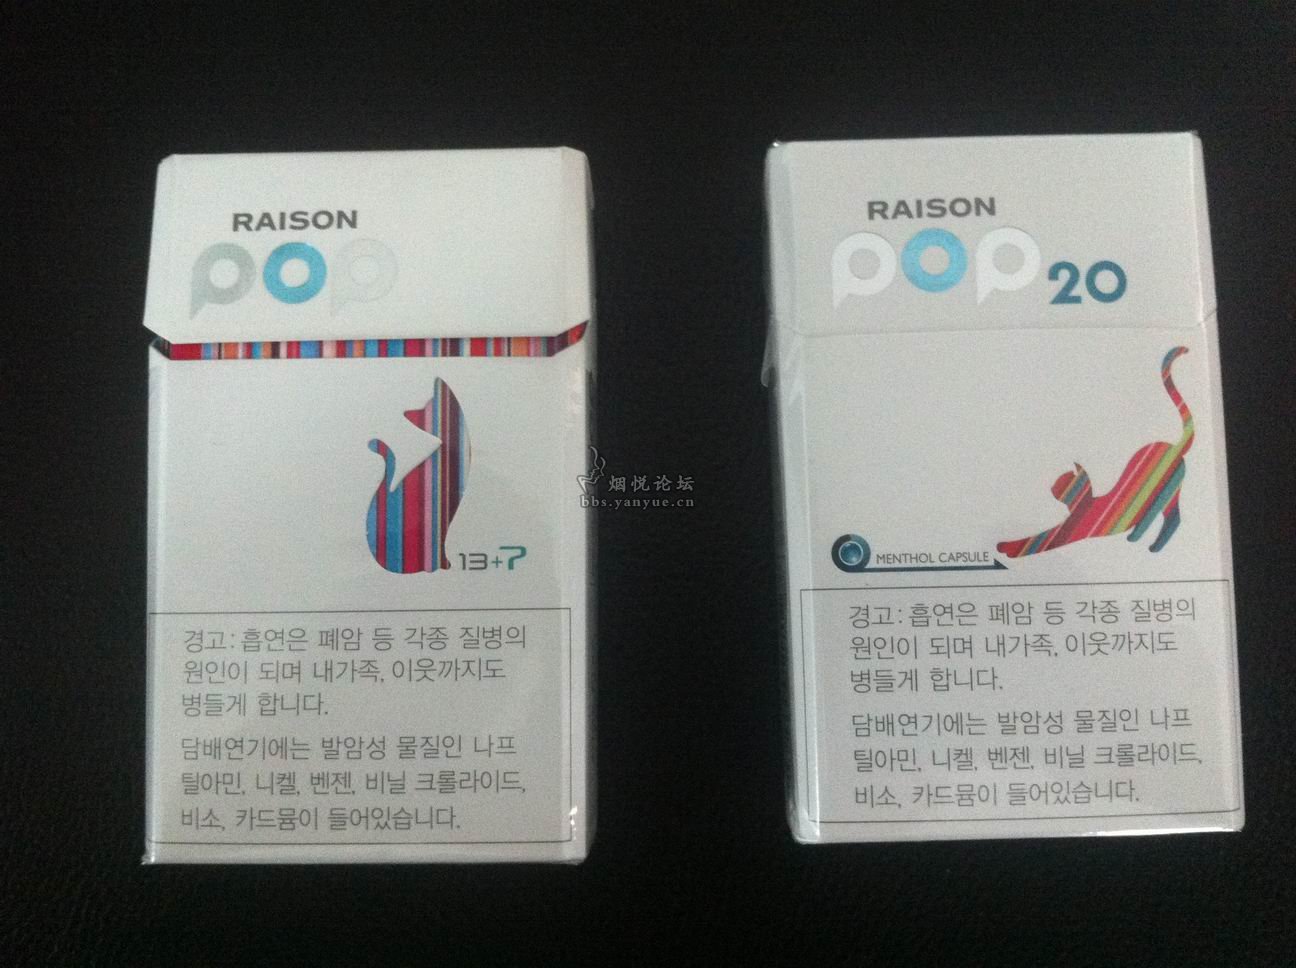 RAISON
pop
13+7
경고: 흡연은 폐암 등 각종 질병의
원인이 되며 내가족, 이웃까지도
병들게 합니다.
담배연기에는 발암성 물질인 나프
틸아민, 니켈, 벤젠, 비닐 크롤라이드,
비소, 카드뮴이 들어있습니다.
烟悦论坛
bbs.yanyue.cn
RAISON
pop 20
MENTHOL CAPSULE
경고: 흡연은 폐암 등 각종 질병의
원인이 되며 내가족, 이웃까지도
병들게 합니다.
담배연기에는 발암성 물질인 나프
틸아민, 니켈, 벤젠, 비닐 크롤라이드,
비소, 카드뮴이 들어있습니다.